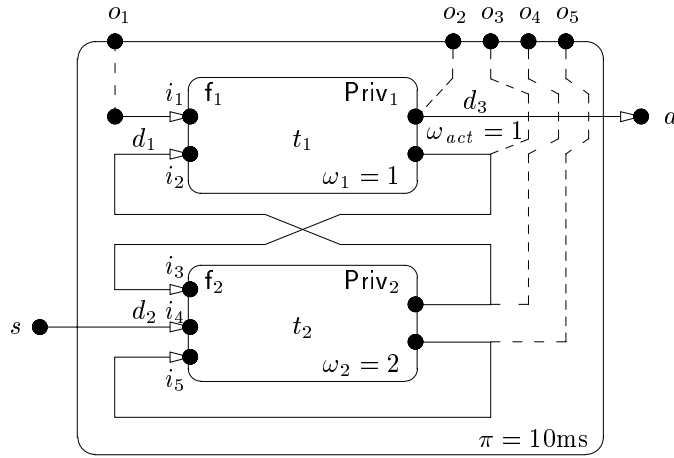 o₁ o₂ o₃ o₄ o₅
i₁ f₁ Priv₁ d₃ a
d₁ t₁ ω_act = 1
i₂ ω₁ = 1
i₃ f₂ Priv₂
s d₂ i₄ t₂
i₅ ω₂ = 2
π = 10ms